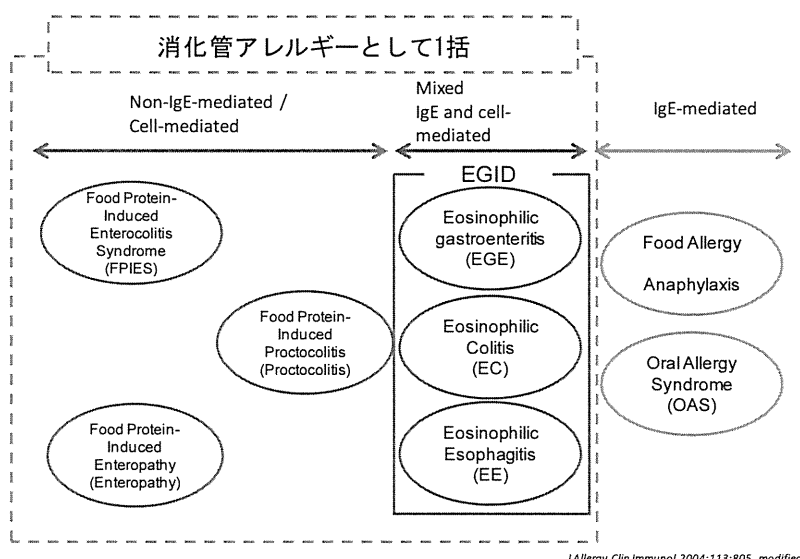 消化管アレルギーとして1括
Non-IgE-mediated /
Cell-mediated
Mixed
IgE and cell-
mediated
IgE-mediated
EGID
Food Protein-
Induced
Enterocolitis
Syndrome
(FPIES)
Food Protein-
Induced
Proctocolitis
(Proctocolitis)
Food Protein-
Induced
Enteropathy
(Enteropathy)
Eosinophilic
gastroenteritis
(EGE)
Eosinophilic
Colitis
(EC)
Eosinophilic
Esophagitis
(EE)
Food Allergy
Anaphylaxis
Oral Allergy
Syndrome
(OAS)
J Allergy Clin Immunol 2004;113:805, modified